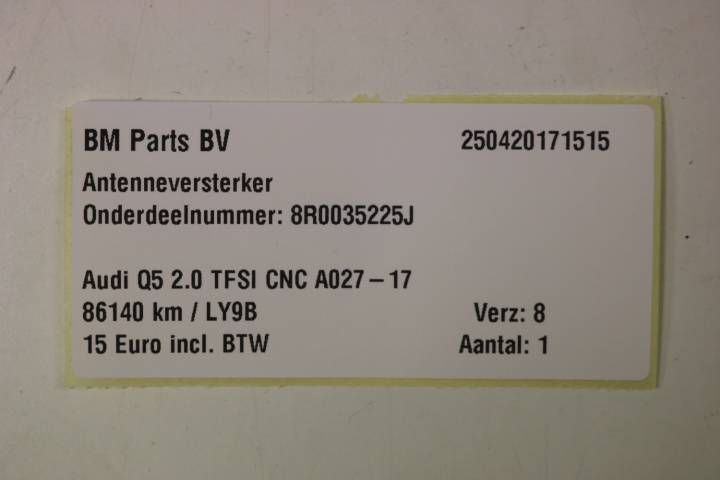 BM Parts BV 250420171515
Antenneversterker
Onderdeelnummer: 8R0035225J
Audi Q5 2.0 TFSI CNC A027-17
86140 km / LY9B Verz: 8
15 Euro incl. BTW Aantal: 1